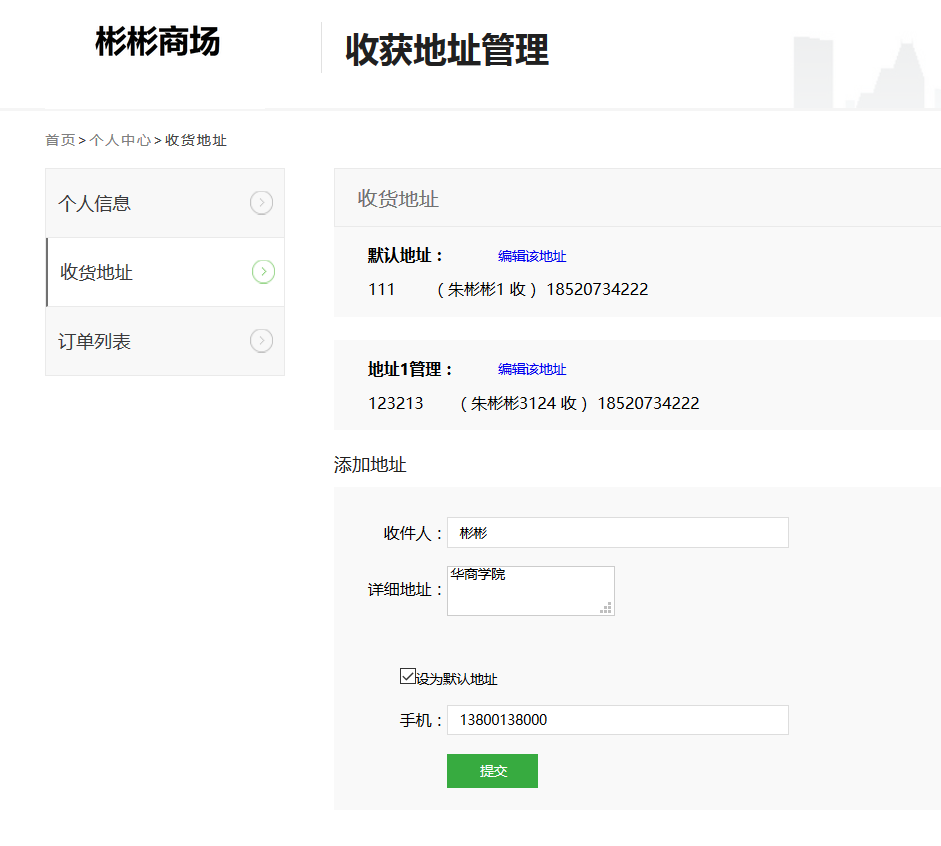 彬彬商场
收获地址管理
首页>个人中心>收货地址
个人信息
收货地址
订单列表
收货地址
默认地址： 编辑该地址
111 （ 朱彬彬1 收 ） 18520734222
地址1管理： 编辑该地址
123213 （ 朱彬彬3124 收 ） 18520734222
添加地址
收件人： 彬彬
详细地址： 华商学院
设为默认地址
手机： 13800138000
提交